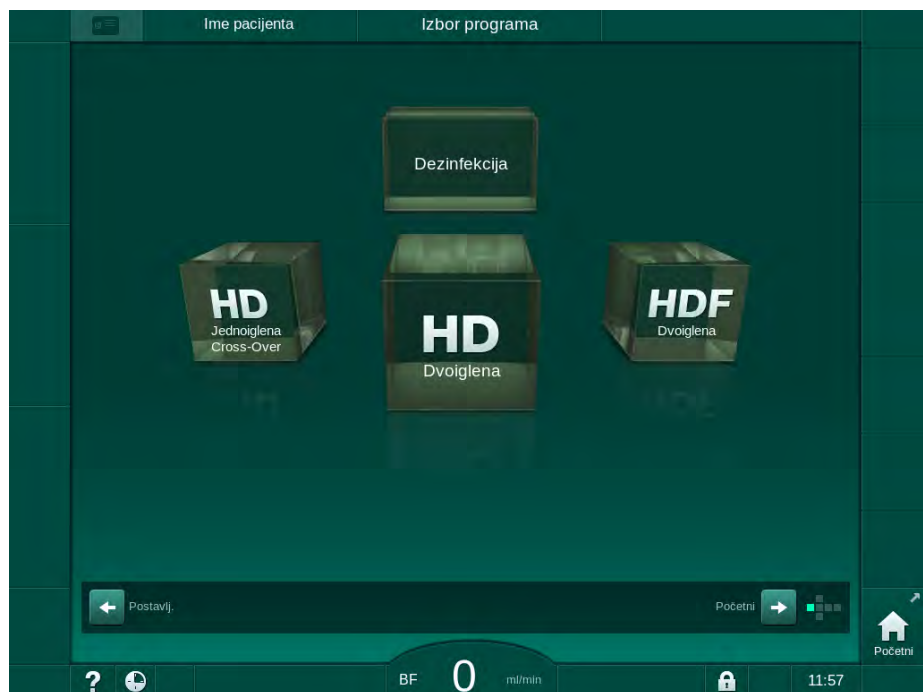 Ime pacijenta
Izbor programa
Dezinfekcija
HD
Jednoiglena
Cross-Over
HD
Dvoiglena
HDF
Dvoiglena
Postavlj.
Početni
Početni
?
BF 0 ml/min
11:57